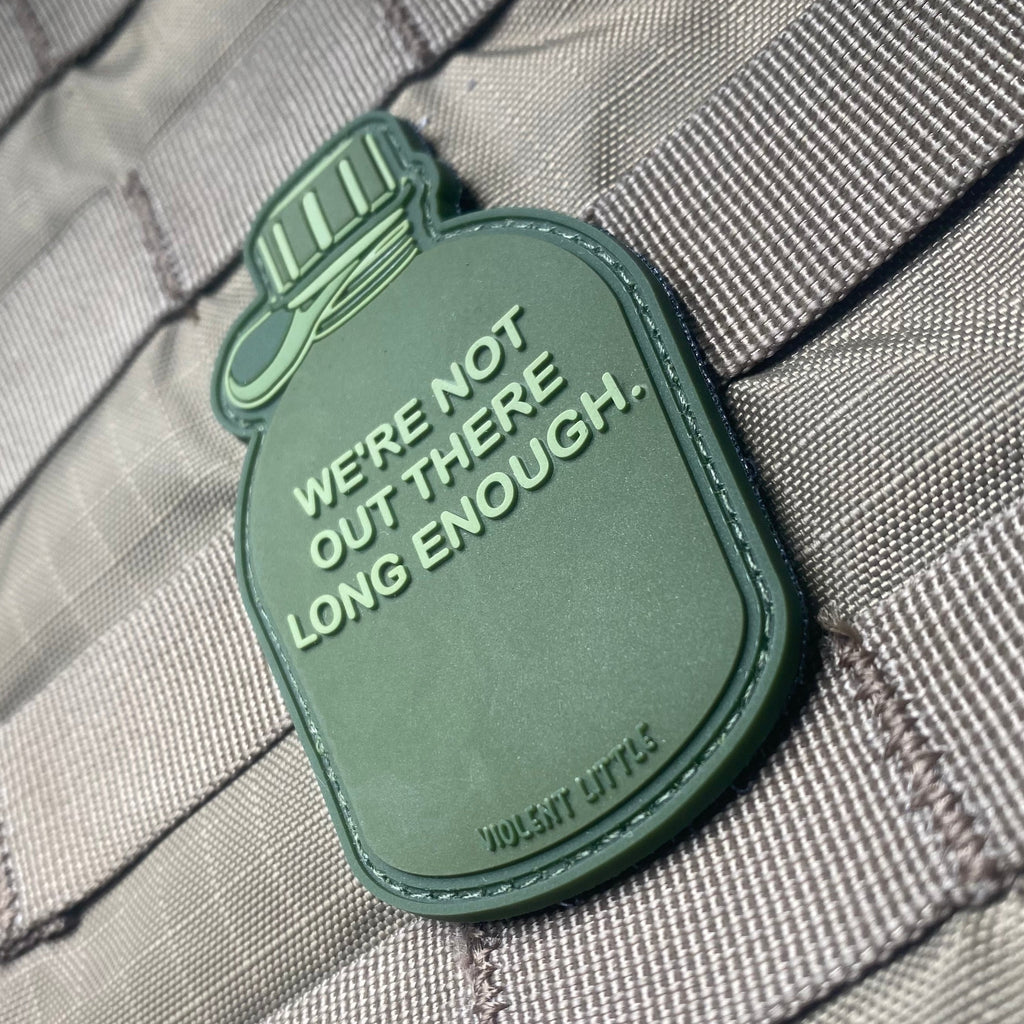 WE'RE NOT
OUT THERE
LONG ENOUGH.
VIOLENT LITTLE